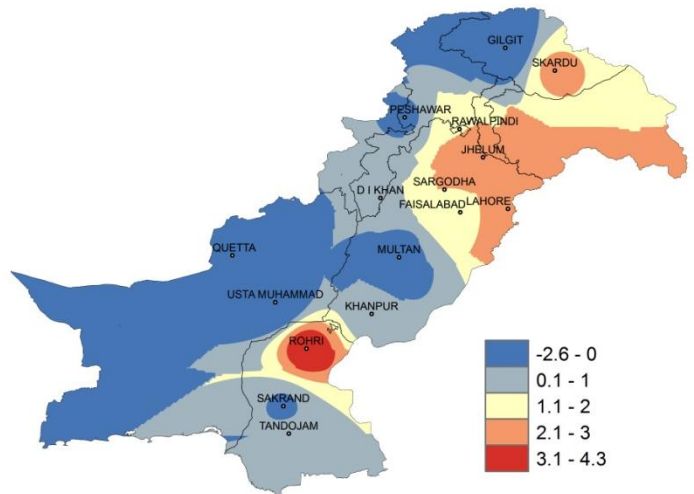 GILGIT
SKARDU
PESHAWAR
RAWALPINDI
JHELUM
SARGODHA
D I KHAN
FAISALABAD
LAHORE
QUETTA
MULTAN
USTA MUHAMMAD
KHANPUR
ROHRI
SAKRAND
TANDOJAM
-2.6 - 0
0.1 - 1
1.1 - 2
2.1 - 3
3.1 - 4.3